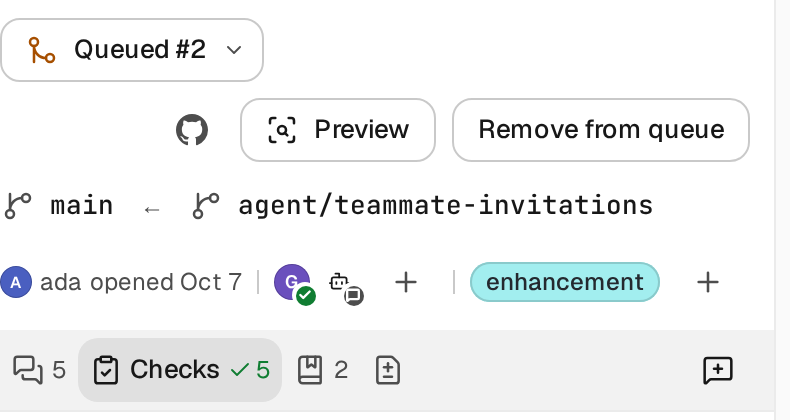 Queued #2
Preview Remove from queue
main ← agent/teammate-invitations
A ada opened Oct 7 G enhancement
5 Checks 5 2